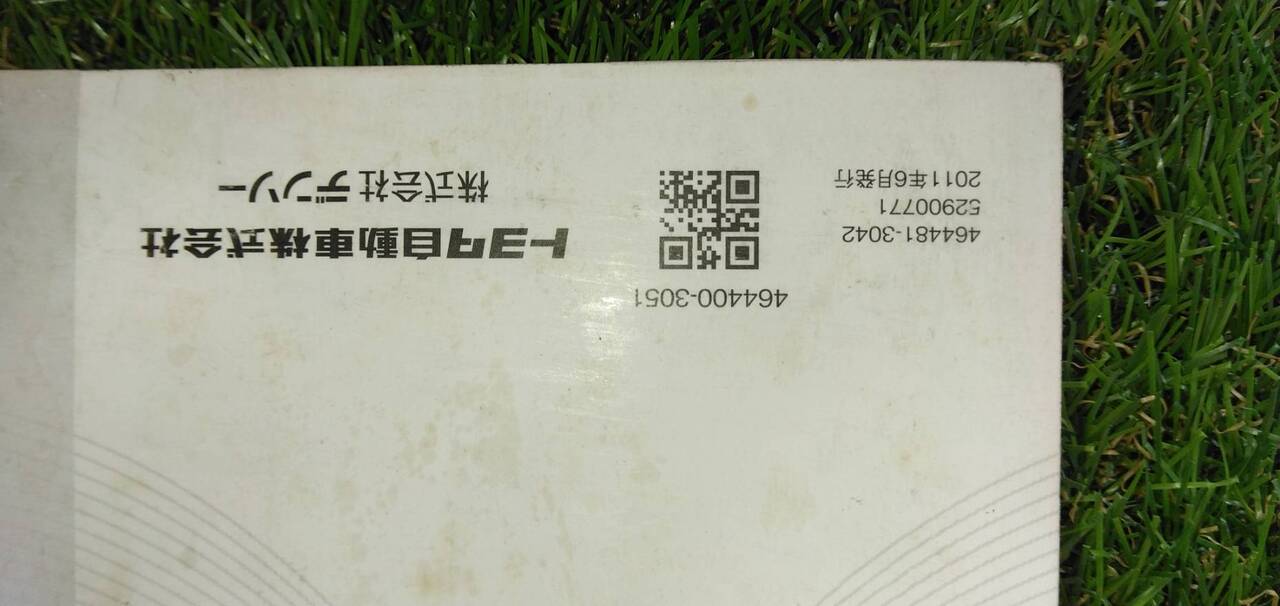 464400-3051
464481-3042
52900771
2011年6月発行
トヨタ自動車株式会社
株式会社 デンソー